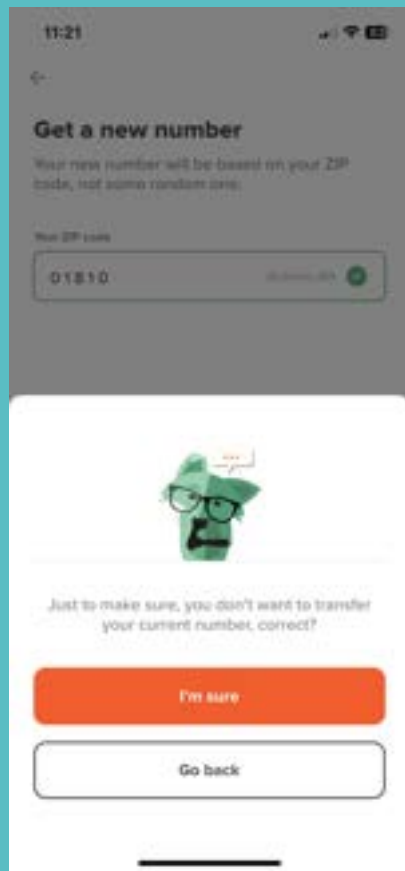 11:21
Get a new number
Your new number will be based on your ZIP
code, not some random one.
Your ZIP code
01810
Just to make sure, you don't want to transfer
your current number, correct?
I'm sure
Go back